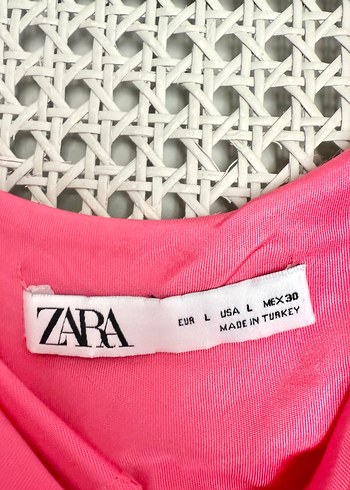 ZARA
EUR L USA L MEX 30
MADE IN TURKEY